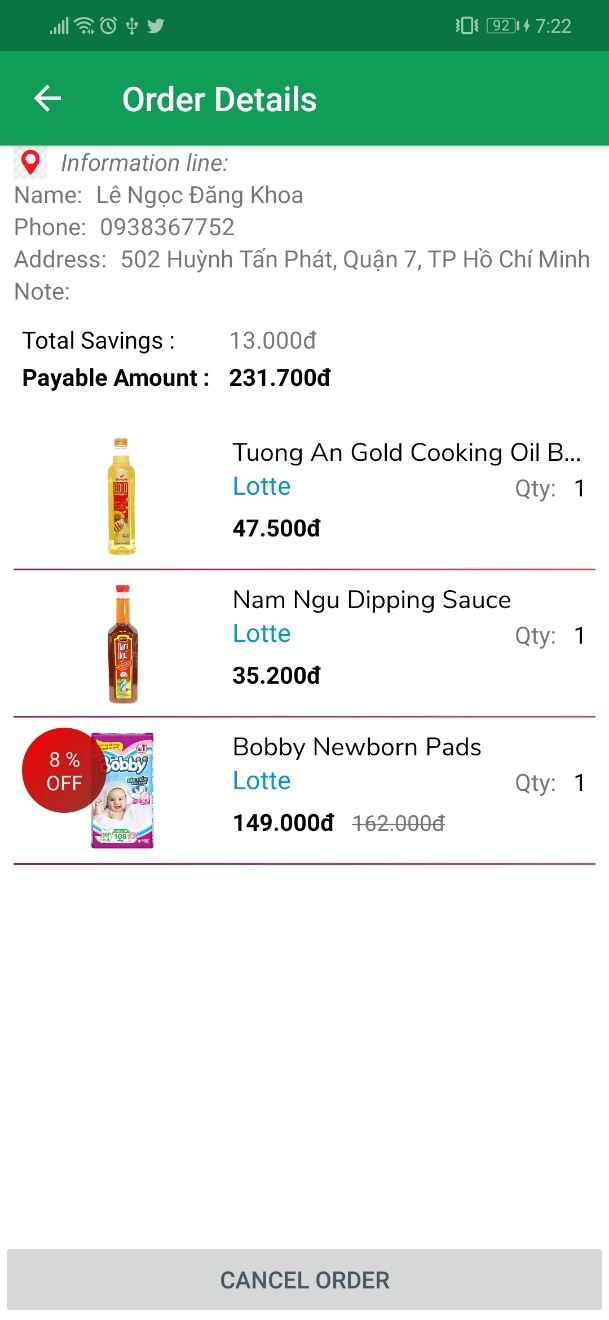 92 7:22
Order Details
Information line:
Name: Lê Ngọc Đăng Khoa
Phone: 0938367752
Address: 502 Huỳnh Tấn Phát, Quận 7, TP Hồ Chí Minh
Note:
Total Savings : 13.000đ
Payable Amount : 231.700đ
Tuong An Gold Cooking Oil B...
Lotte
Qty: 1
47.500đ
Nam Ngu Dipping Sauce
Lotte
Qty: 1
35.200đ
8 %
OFF
Bobby
108
Bobby Newborn Pads
Lotte
Qty: 1
149.000đ 162.000đ
CANCEL ORDER